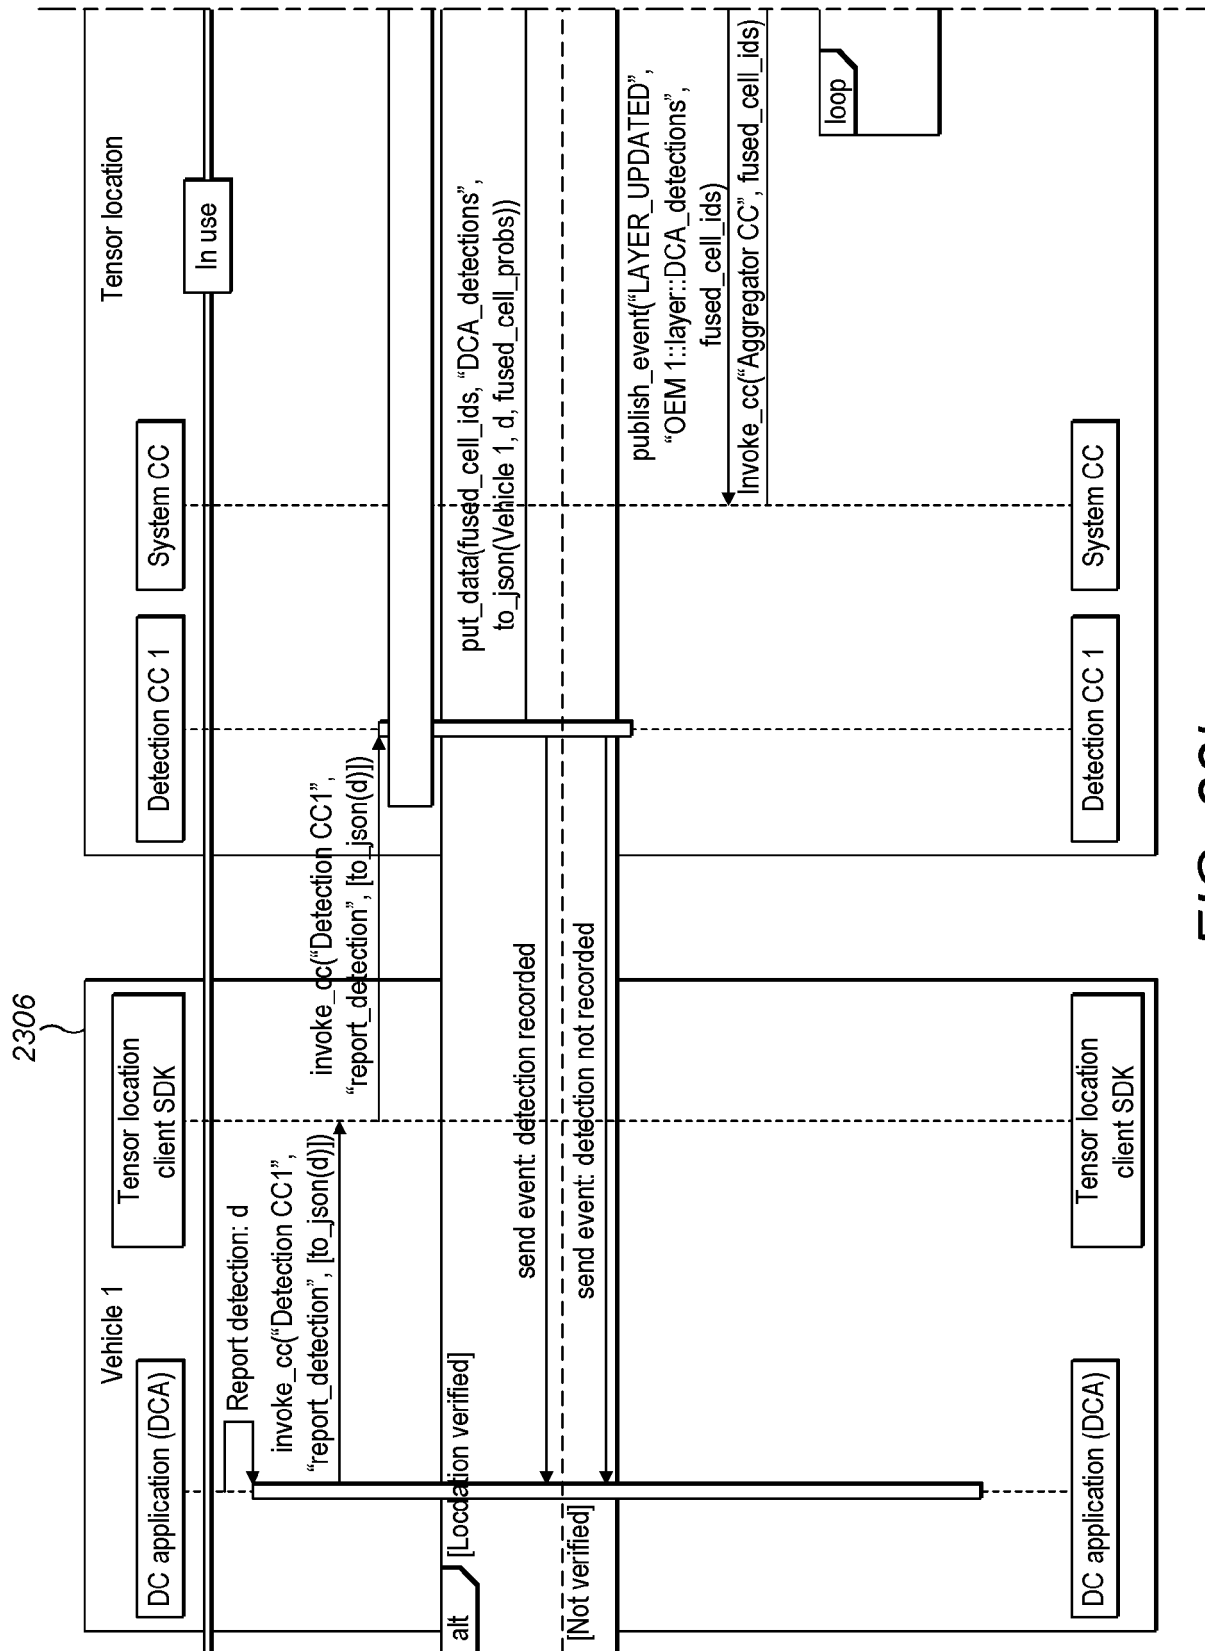 2306
Vehicle 1
Tensor location
DC application (DCA)
Tensor location
client SDK
Detection CC 1
System CC
In use
Report detection: d
invoke_cc("Detection CC1",
"report_detection", [to_json(d)])
invoke_cc("Detection CC1",
"report_detection", [to_json(d)])
alt
[Locdation verified]
put_data(fused_cell_ids, "DCA_detections",
to_json(Vehicle 1, d, fused_cell_probs))
send event: detection recorded
[Not verified]
send event: detection not recorded
publish_event("LAYER_UPDATED",
"OEM 1::layer::DCA_detections",
fused_cell_ids)
Invoke_cc("Aggregator CC", fused_cell_ids)
loop
DC application (DCA)
Tensor location
client SDK
Detection CC 1
System CC